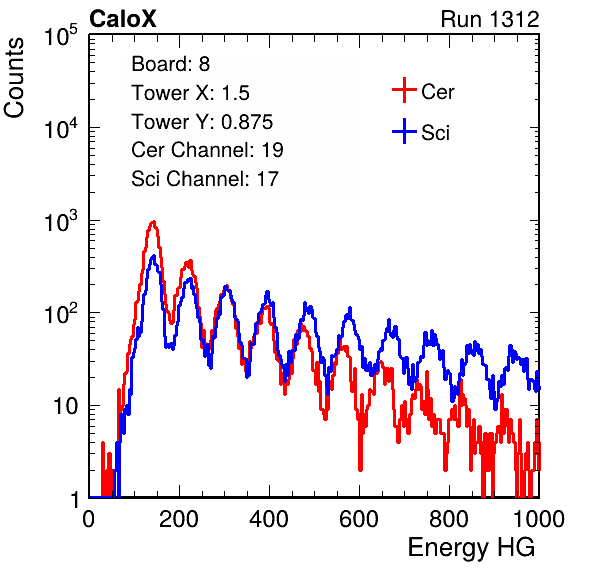 CaloX Run 1312
Counts
Board: 8
Tower X: 1.5
Tower Y: 0.875
Cer Channel: 19
Sci Channel: 17
Cer
Sci
10^5
10^4
10^3
10^2
10
1
0 200 400 600 800 1000
Energy HG